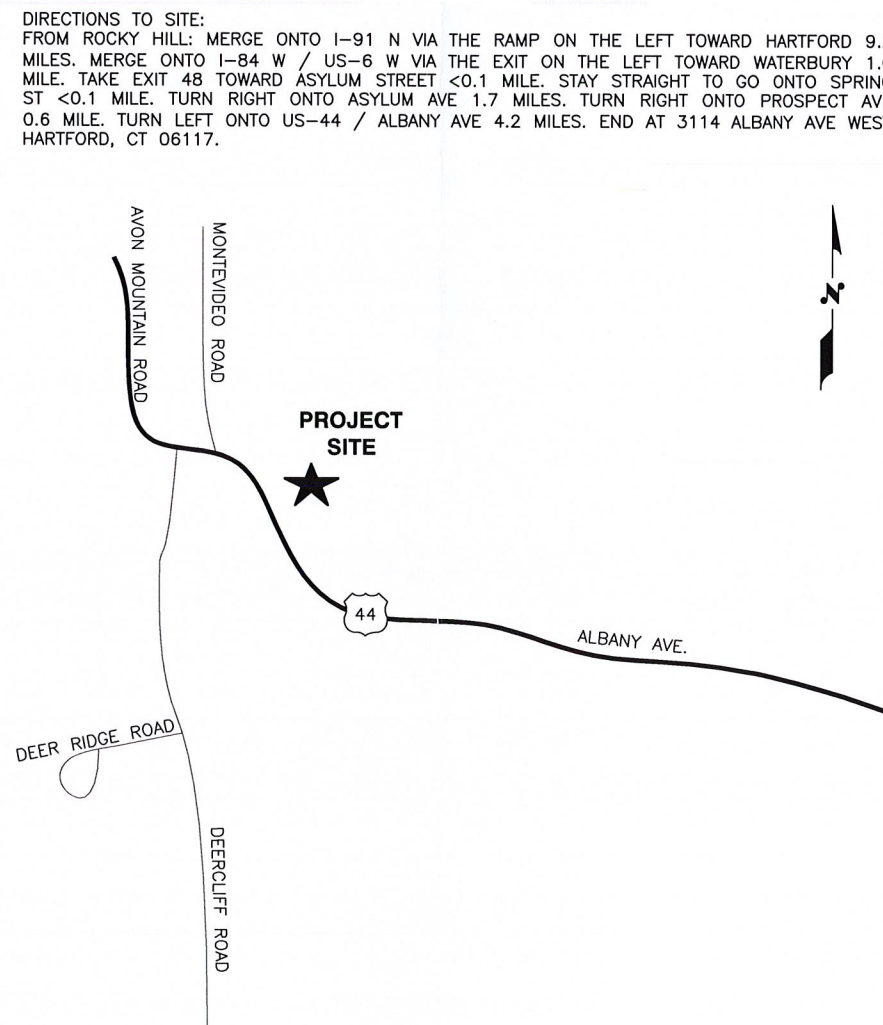 DIRECTIONS TO SITE:
FROM ROCKY HILL: MERGE ONTO I-91 N VIA THE RAMP ON THE LEFT TOWARD HARTFORD 9.
MILES. MERGE ONTO I-84 W / US-6 W VIA THE EXIT ON THE LEFT TOWARD WATERBURY 1.
MILE. TAKE EXIT 48 TOWARD ASYLUM STREET <0.1 MILE. STAY STRAIGHT TO GO ONTO
ST <0.1 MILE. TURN RIGHT ONTO ASYLUM AVE 1.7 MILES. TURN RIGHT ONTO PROSPECT AV
0.6 MILE. TURN LEFT ONTO US-44 / ALBANY AVE 4.2 MILES. END AT 3114 ALBANY AVE WES
HARTFORD, CT 06117.
AVON MOUNTAIN ROAD
MONTEVIDEO ROAD
N
PROJECT
SITE
44
ALBANY AVE.
DEER RIDGE ROAD
DEERCLIFF ROAD